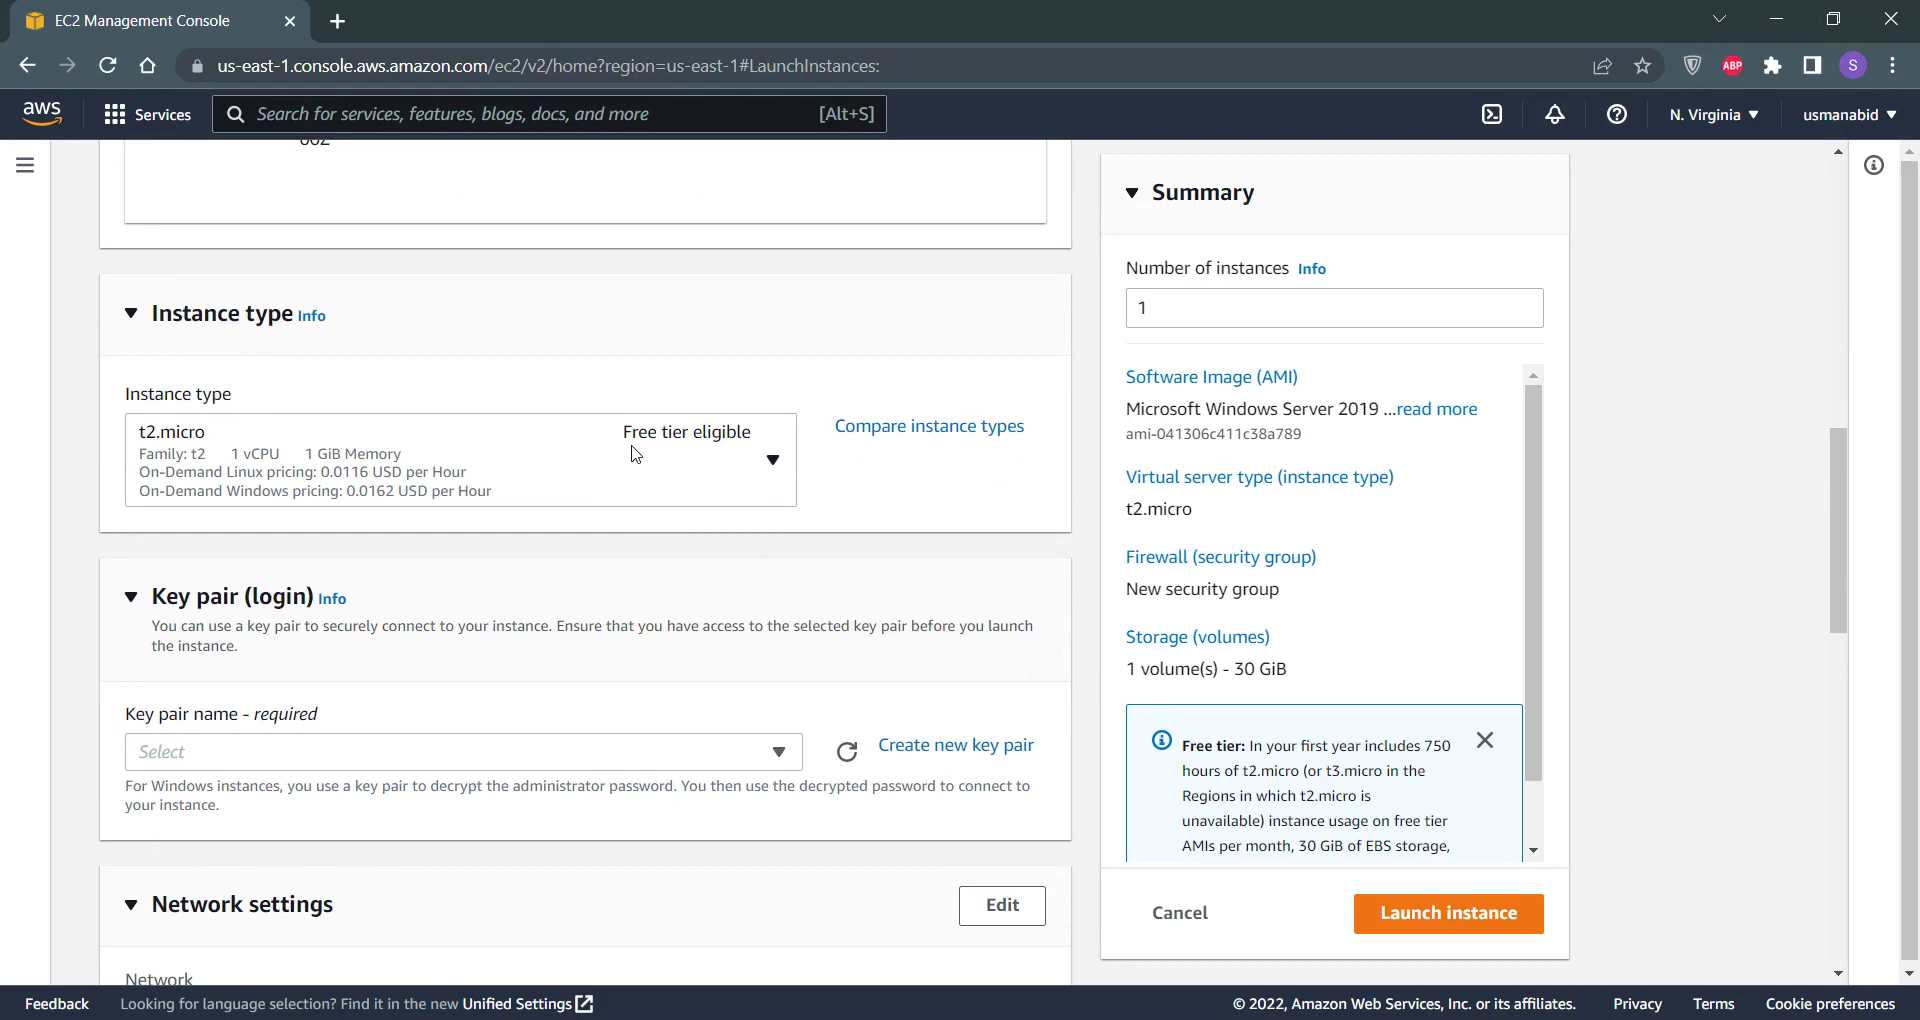 EC2 Management Console
us-east-1.console.aws.amazon.com/ec2/v2/home?region=us-east-1#LaunchInstances:
ABP
S
aws
Services
Search for services, features, blogs, docs, and more [Alt+S]
N. Virginia
usmanabid
Instance type Info
Instance type
t2.micro Free tier eligible
Family: t2 1 vCPU 1 GiB Memory
On-Demand Linux pricing: 0.0116 USD per Hour
On-Demand Windows pricing: 0.0162 USD per Hour
Compare instance types
Key pair (login) Info
You can use a key pair to securely connect to your instance. Ensure that you have access to the selected key pair before you launch
the instance.
Key pair name - required
Select
Create new key pair
For Windows instances, you use a key pair to decrypt the administrator password. You then use the decrypted password to connect to
your instance.
Network settings
Edit
Network
Summary
Number of instances Info
1
Software Image (AMI)
Microsoft Windows Server 2019 ...read more
ami-041306c411c38a789
Virtual server type (instance type)
t2.micro
Firewall (security group)
New security group
Storage (volumes)
1 volume(s) - 30 GiB
Free tier: In your first year includes 750
hours of t2.micro (or t3.micro in the
Regions in which t2.micro is
unavailable) instance usage on free tier
AMIs per month, 30 GiB of EBS storage,
Cancel
Launch instance
Feedback
Looking for language selection? Find it in the new Unified Settings
© 2022, Amazon Web Services, Inc. or its affiliates.
Privacy
Terms
Cookie preferences